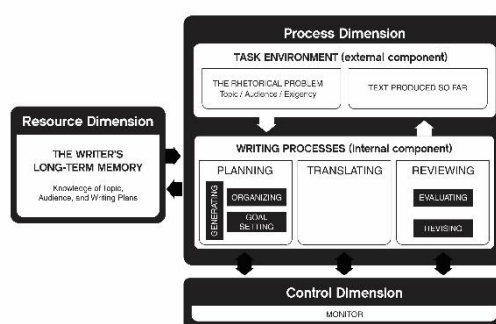 Process Dimension
TASK ENVIRONMENT (external component)
THE RHETORICAL PROBLEM
Topic / Audience / Exigency
TEXT PRODUCED SO FAR
Resource Dimension
THE WRITER'S
LONG-TERM MEMORY
Knowledge of Topic,
Audience, and Writing Plans
WRITING PROCESSES (Internal component)
PLANNING
GENERATING
ORGANIZING
GOAL
SETTING
TRANSLATING
REVIEWING
EVALUATING
REVISING
Control Dimension
MONITOR